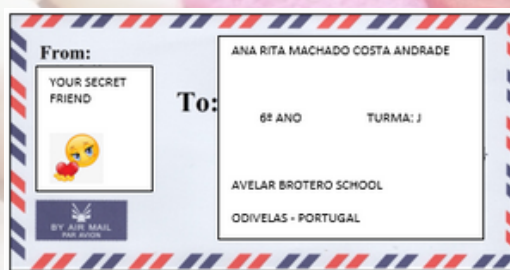 From:
YOUR SECRET
FRIEND
To:
ANA RITA MACHADO COSTA ANDRADE
6º ANO TURMA: J
AVELAR BROTERO SCHOOL
ODIVELAS - PORTUGAL
BY AIR MAIL
PAR AVION